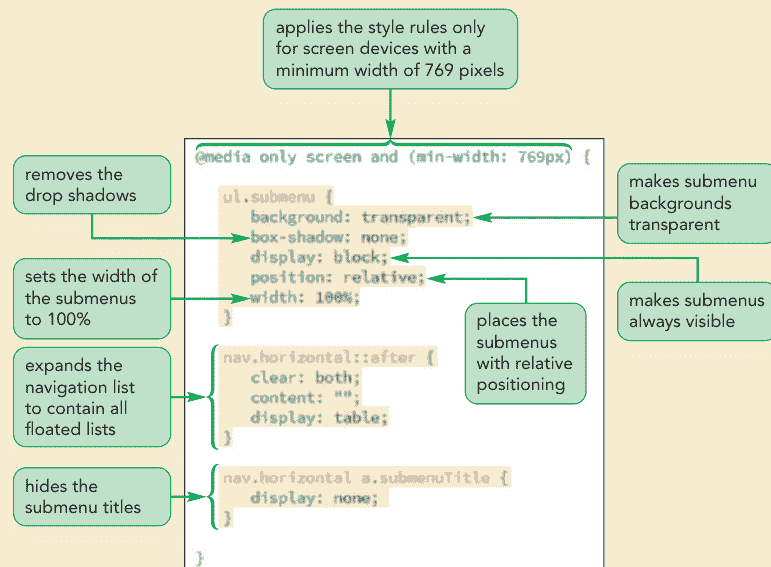 applies the style rules only
for screen devices with a
minimum width of 769 pixels
@media only screen and (min-width: 769px) {
removes the
drop shadows
ul.submenu {
background: transparent;
box-shadow: none;
display: block;
position: relative;
width: 100%;
}
makes submenu
backgrounds
transparent
sets the width of
the submenus
to 100%
makes submenus
always visible
places the
submenus
with relative
positioning
expands the
navigation list
to contain all
floated lists
nav.horizontal::after {
clear: both;
content: "";
display: table;
}
hides the
submenu titles
nav.horizontal a.submenuTitle {
display: none;
}
}